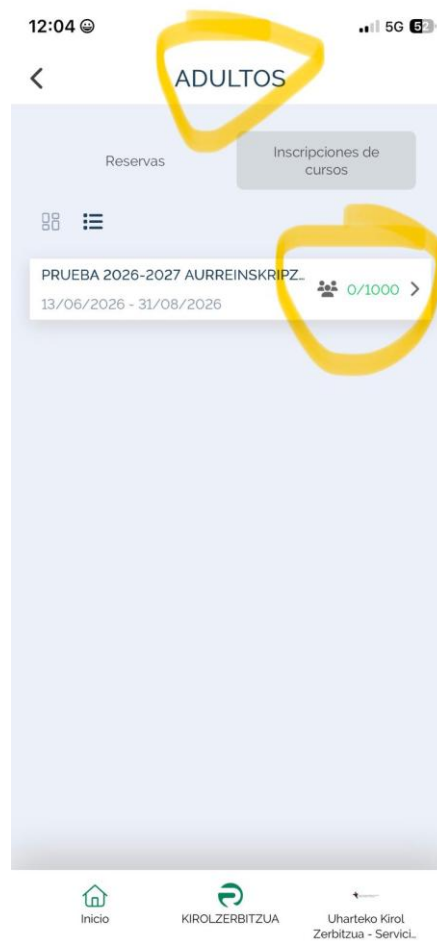 12:04
5G 52
ADULTOS
Reservas
Inscripciones de
cursos
PRUEBA 2026-2027 AURREINSKRIPZ...
0/1000
13/06/2026 - 31/08/2026
Inicio
KIROLZERBITZUA
Uharteko Kirol
Zerbitzua - Servici...